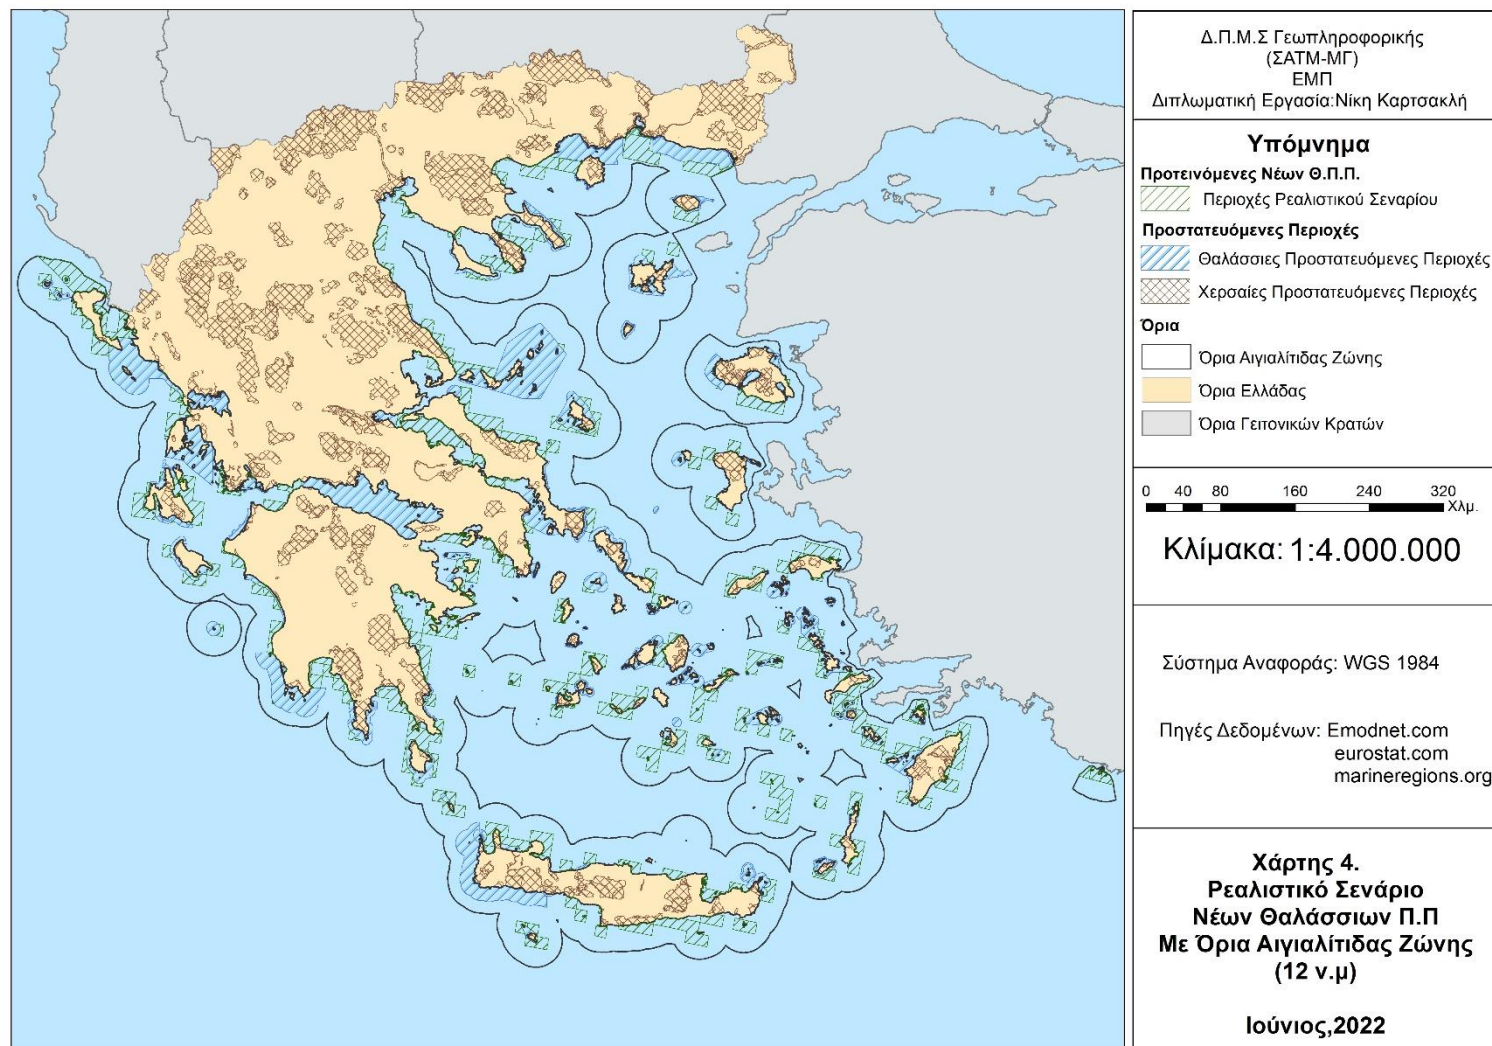 Δ.Π.Μ.Σ Γεωπληροφορικής
(ΣΑΤΜ-ΜΓ)
ΕΜΠ
Διπλωματική Εργασία:Νίκη Καρτσακλή
Υπόμνημα
Προτεινόμενες Νέων Θ.Π.Π.
Περιοχές Ρεαλιστικού Σεναρίου
Προστατευόμενες Περιοχές
Θαλάσσιες Προστατευόμενες Περιοχές
Χερσαίες Προστατευόμενες Περιοχές
Όρια
Όρια Αιγιαλίτιδας Ζώνης
Όρια Ελλάδας
Όρια Γειτονικών Κρατών
0 40 80 160 240 320
Χλμ.
Κλίμακα: 1:4.000.000
Σύστημα Αναφοράς: WGS 1984
Πηγές Δεδομένων: Emodnet.com
eurostat.com
marineregions.org
Χάρτης 4.
Ρεαλιστικό Σενάριο
Νέων Θαλάσσιων Π.Π
Με Όρια Αιγιαλίτιδας Ζώνης
(12 ν.μ)
Ιούνιος,2022